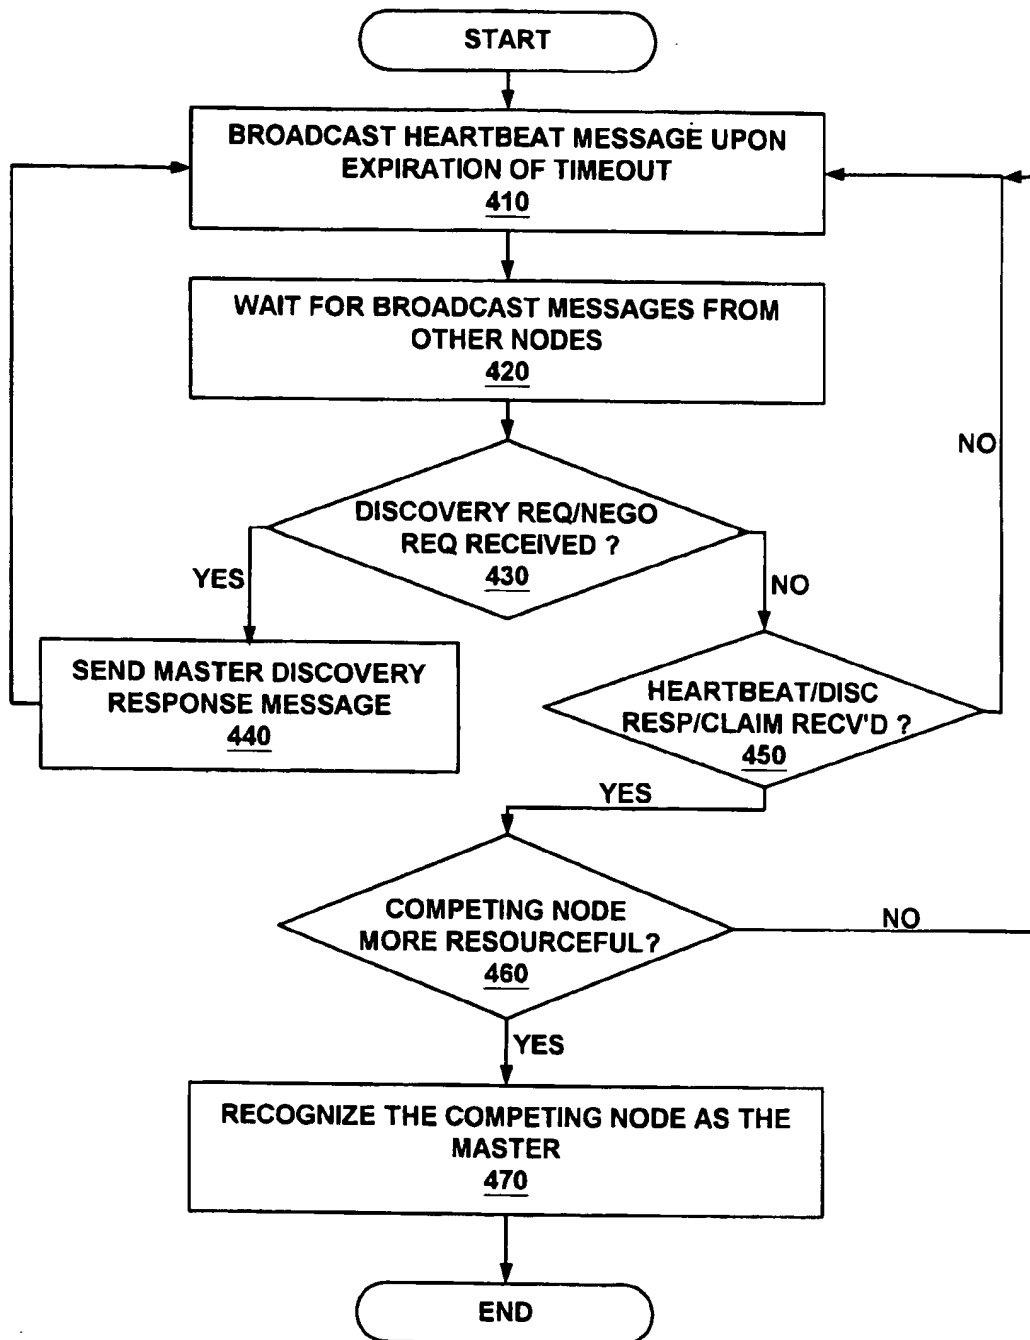 START
BROADCAST HEARTBEAT MESSAGE UPON
EXPIRATION OF TIMEOUT
410
WAIT FOR BROADCAST MESSAGES FROM
OTHER NODES
420
DISCOVERY REQ/NEGO
REQ RECEIVED ?
430
YES
NO
SEND MASTER DISCOVERY
RESPONSE MESSAGE
440
HEARTBEAT/DISC
RESP/CLAIM RECV'D ?
450
NO
YES
COMPETING NODE
MORE RESOURCEFUL?
460
NO
YES
RECOGNIZE THE COMPETING NODE AS THE
MASTER
470
END